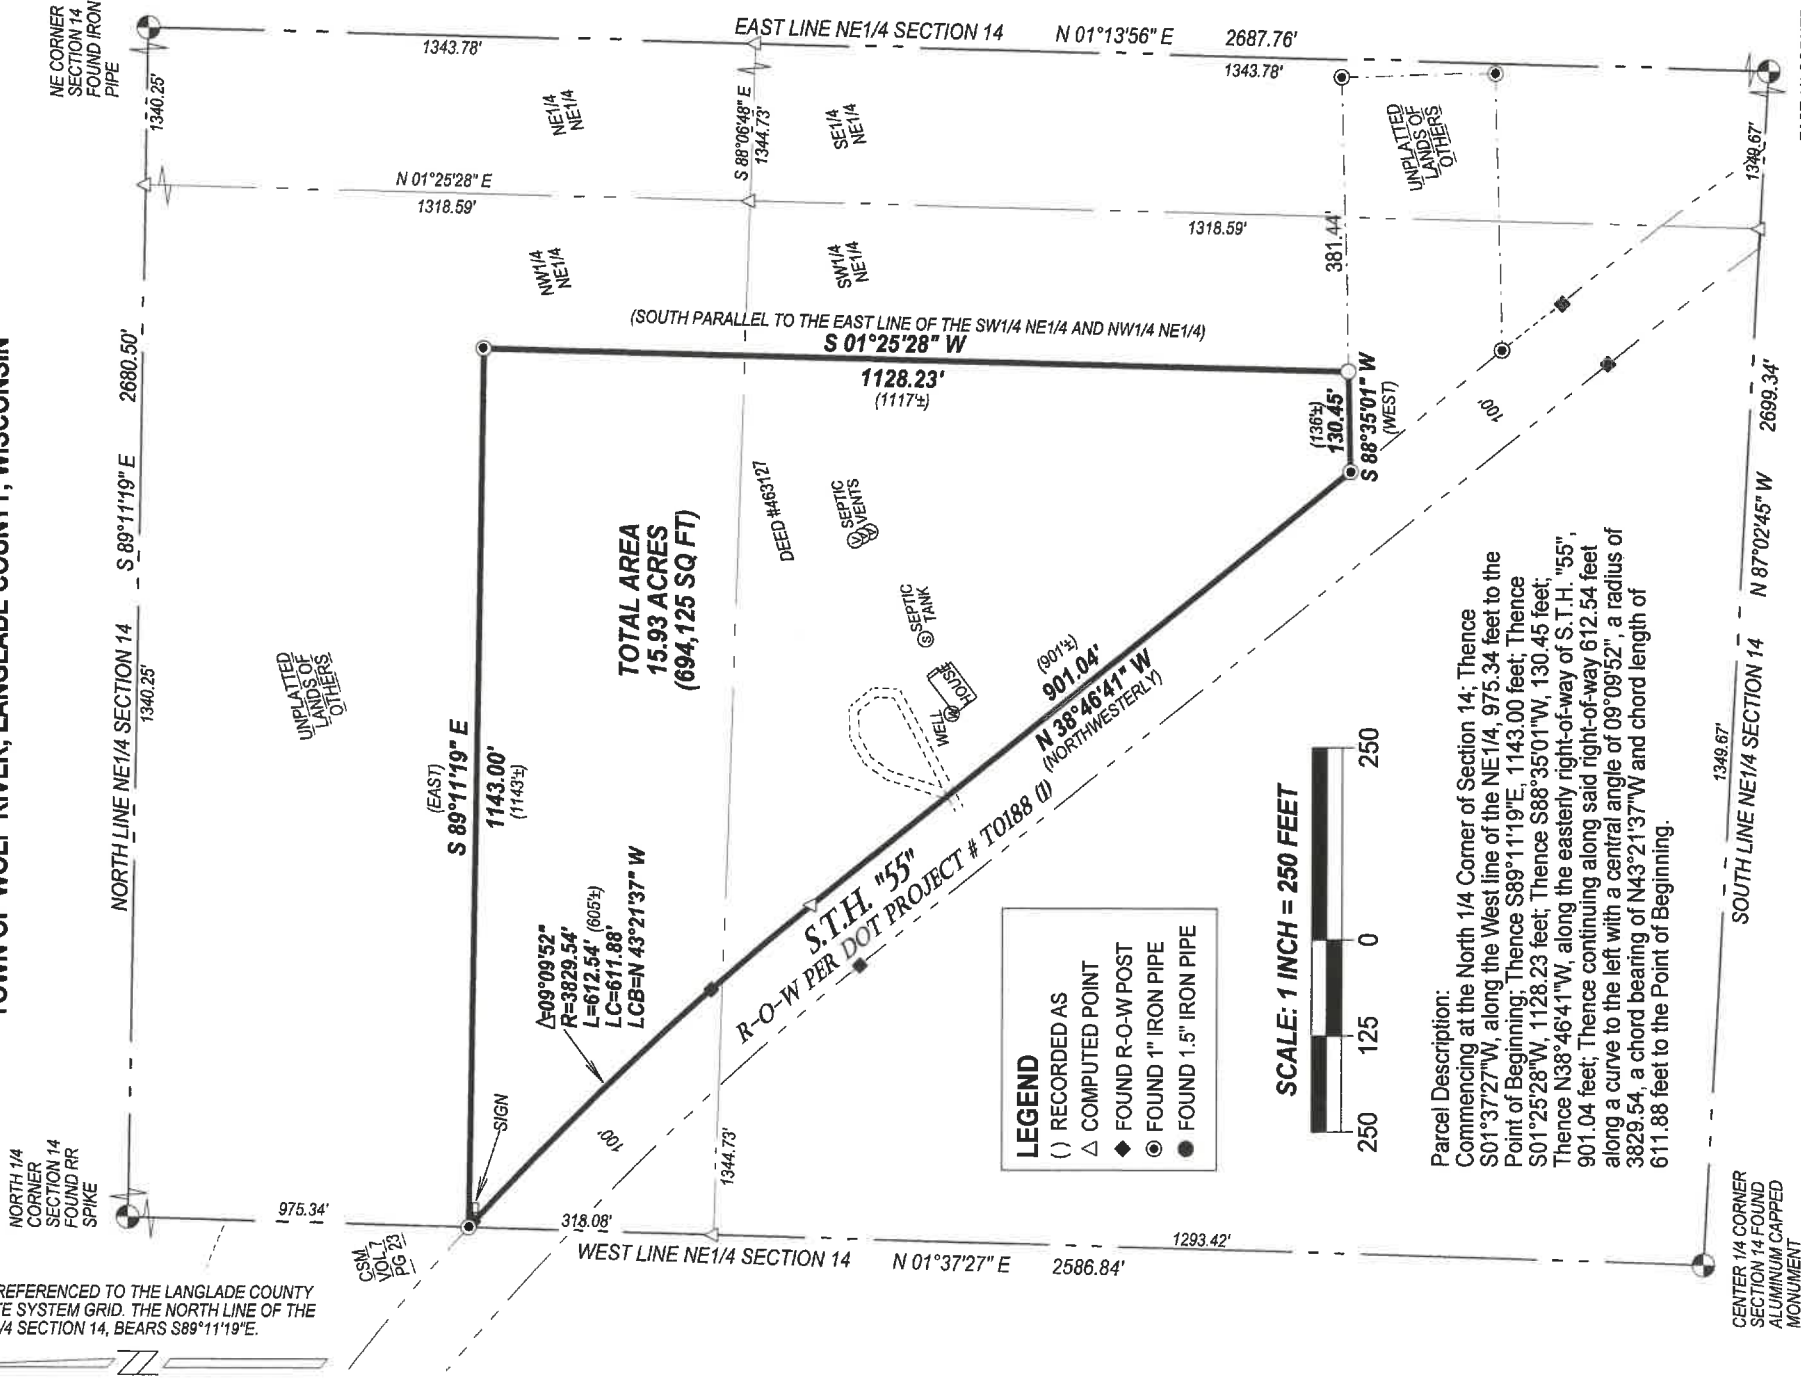 TOWN OF WOLF RIVER, LANGLADE COUNTY, WISCONSIN
NORTH 1/4
CORNER
SECTION 14
FOUND RR
SPIKE
NE CORNER
SECTION 14
FOUND IRON
PIPE
NORTH LINE NE1/4 SECTION 14 S 89°11'19" E 2680.50'
1340.25'
1340.25'
975.34'
UNPLATTED
LANDS OF
OTHERS
N 01°25'28" E
1318.59'
1343.78'
EAST LINE NE1/4 SECTION 14 N 01°13'56" E 2687.76'
1343.78'
NE1/4
NE1/4
SE1/4
NE1/4
NW1/4
NE1/4
SW1/4
NE1/4
S 88°06'48" E
1344.73'
1318.59'
381.44'
UNPLATTED
LANDS OF
OTHERS
(EAST)
S 89°11'19" E
1143.00'
(1143'±)
(SOUTH PARALLEL TO THE EAST LINE OF THE SW1/4 NE1/4 AND NW1/4 NE1/4)
S 01°25'28" W
1128.23'
(1117'±)
(136'±)
130.45'
S 88°35'01" W
(WEST)
TOTAL AREA
15.93 ACRES
(694,125 SQ FT)
DEED #463127
SEPTIC
VENTS
V
SEPTIC
TANK
S
HOUSE
WELL
W
(901'±)
901.04'
N 38°46'41" W
(NORTHWESTERLY)
Δ=09°09'52"
R=3829.54'
L=612.54' (605'±)
LC=611.88'
LCB=N 43°21'37" W
SIGN
S.T.H. "55"
R-O-W PER DOT PROJECT # T0188 (1)
100'
100'
318.08'
1344.73'
CSM
VOL 7
PG 23
WEST LINE NE1/4 SECTION 14 N 01°37'27" E 2586.84'
1293.42'
REFERENCED TO THE LANGLADE COUNTY
TE SYSTEM GRID. THE NORTH LINE OF THE
/4 SECTION 14, BEARS S89°11'19"E.
LEGEND
( ) RECORDED AS
△ COMPUTED POINT
◆ FOUND R-O-W POST
◉ FOUND 1" IRON PIPE
● FOUND 1.5" IRON PIPE
SCALE: 1 INCH = 250 FEET
250 125 0 250
Parcel Description:
Commencing at the North 1/4 Corner of Section 14; Thence
S01°37'27"W, along the West line of the NE1/4, 975.34 feet to the
Point of Beginning; Thence S89°11'19"E, 1143.00 feet; Thence
S01°25'28"W, 1128.23 feet; Thence S88°35'01"W, 130.45 feet;
Thence N38°46'41"W, along the easterly right-of-way of S.T.H. "55",
901.04 feet; Thence continuing along said right-of-way 612.54 feet
along a curve to the left with a central angle of 09°09'52", a radius of
3829.54, a chord bearing of N43°21'37"W and chord length of
611.88 feet to the Point of Beginning.
1349.67'
1349.67'
SOUTH LINE NE1/4 SECTION 14 N 87°02'45" W 2699.34'
CENTER 1/4 CORNER
SECTION 14 FOUND
ALUMINUM CAPPED
MONUMENT